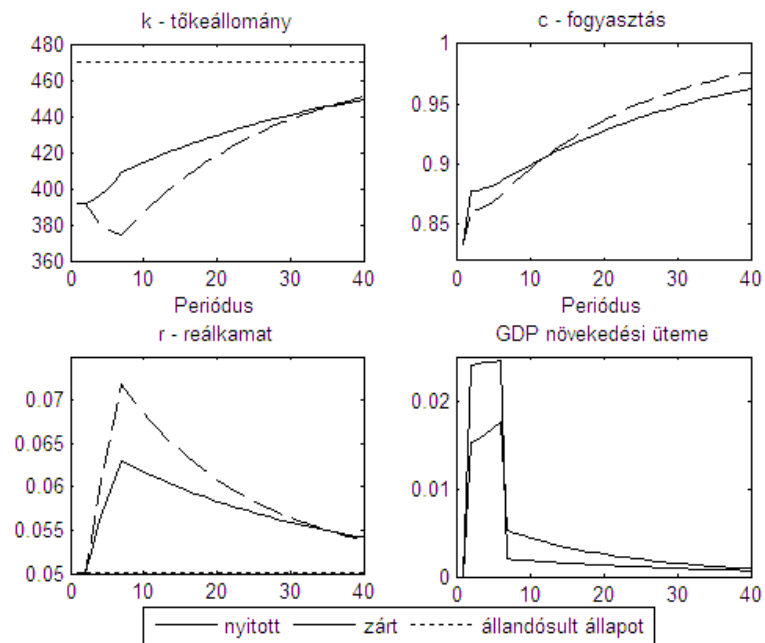 k - tőkeállomány
480
460
440
420
400
380
360
0 10 20 30 40
Periódus
c - fogyasztás
1
0.95
0.9
0.85
0 10 20 30 40
Periódus
r - reálkamat
0.07
0.065
0.06
0.055
0.05
0 10 20 30 40
GDP növekedési üteme
0.02
0.01
0
0 10 20 30 40
nyitott zárt állandósult állapot